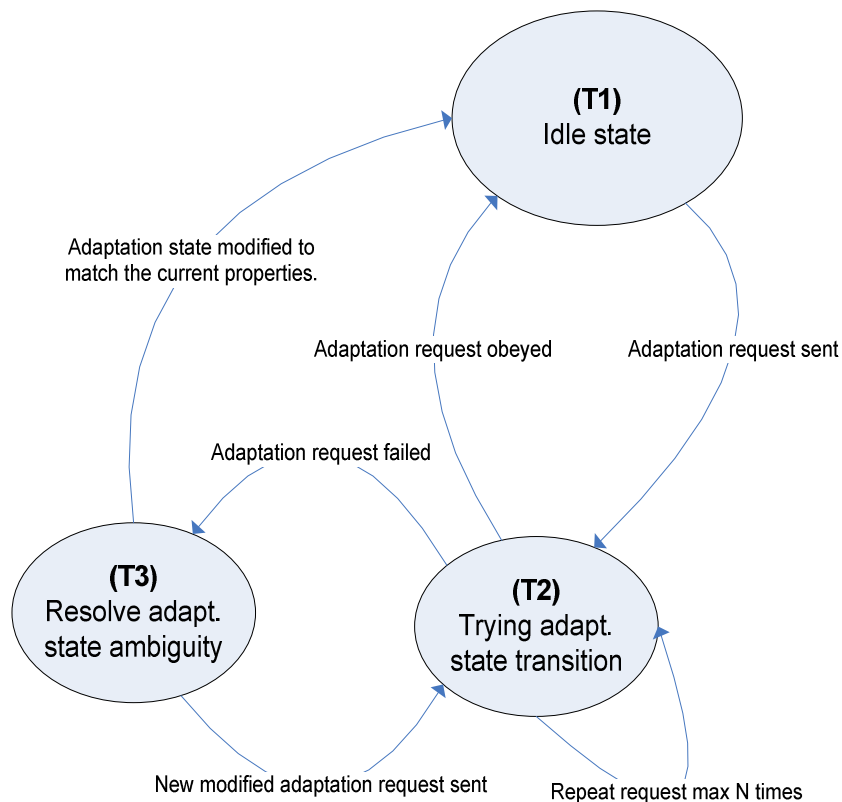 (T1)
Idle state
Adaptation state modified to
match the current properties.
Adaptation request obeyed
Adaptation request sent
Adaptation request failed
(T3)
Resolve adapt.
state ambiguity
(T2)
Trying adapt.
state transition
New modified adaptation request sent
Repeat request max N times